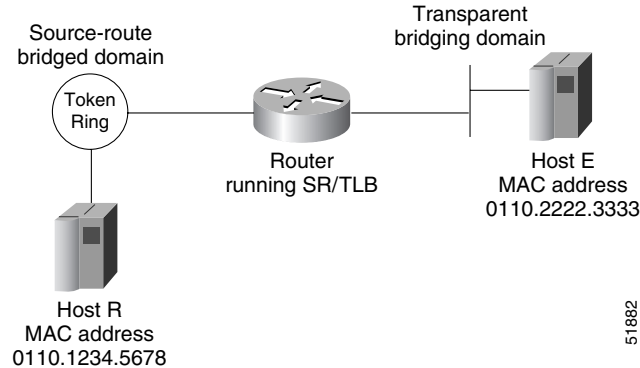 Source-route
bridged domain
Token
Ring
Router
running SR/TLB
Transparent
bridging domain
Host E
MAC address
0110.2222.3333
Host R
MAC address
0110.1234.5678
51882